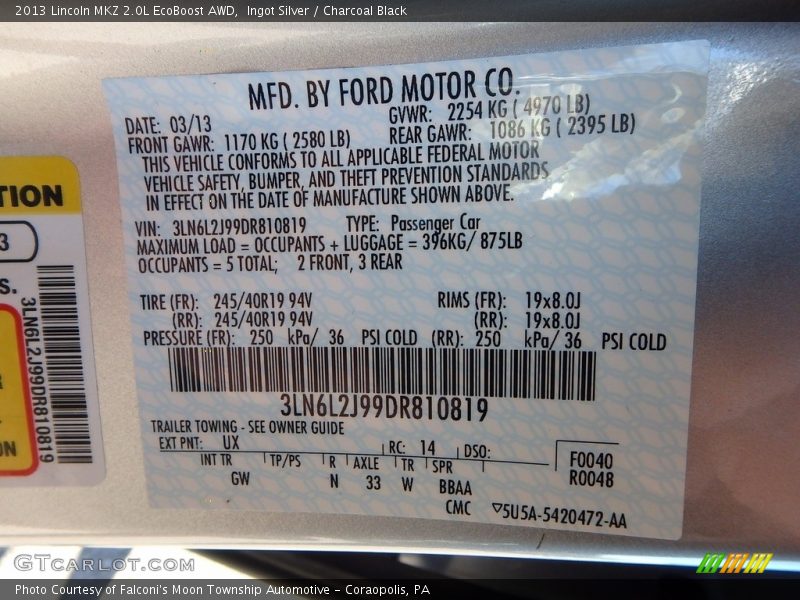 2013 Lincoln MKZ 2.0L EcoBoost AWD,  Ingot Silver / Charcoal Black
MFD. BY FORD MOTOR CO.
DATE: 03/13 GVWR: 2254 KG ( 4970 LB)
FRONT GAWR: 1170 KG ( 2580 LB) REAR GAWR: 1086 KG ( 2395 LB)
THIS VEHICLE CONFORMS TO ALL APPLICABLE FEDERAL MOTOR
VEHICLE SAFETY, BUMPER, AND THEFT PREVENTION STANDARDS
IN EFFECT ON THE DATE OF MANUFACTURE SHOWN ABOVE.
VIN: 3LN6L2J99DR810819 TYPE: Passenger Car
MAXIMUM LOAD = OCCUPANTS + LUGGAGE = 396KG/ 875LB
OCCUPANTS = 5 TOTAL; 2 FRONT, 3 REAR
TIRE (FR): 245/40R19 94V RIMS (FR): 19x8.0J
(RR): 245/40R19 94V (RR): 19x8.0J
PRESSURE (FR): 250 kPa/ 36 PSI COLD (RR): 250 kPa/ 36 PSI COLD
3LN6L2J99DR810819
TRAILER TOWING - SEE OWNER GUIDE
EXT PNT: UX RC: 14 DSO:
INT TR TP/PS R AXLE TR SPR F0040
GW N 33 W BBAA R0048
CMC 5U5A-5420472-AA
TION
3
S.
3LN6L2J99DR810819
R
ON
GTCarLot.com
Photo Courtesy of Falconi's Moon Township Automotive - Coraopolis, PA